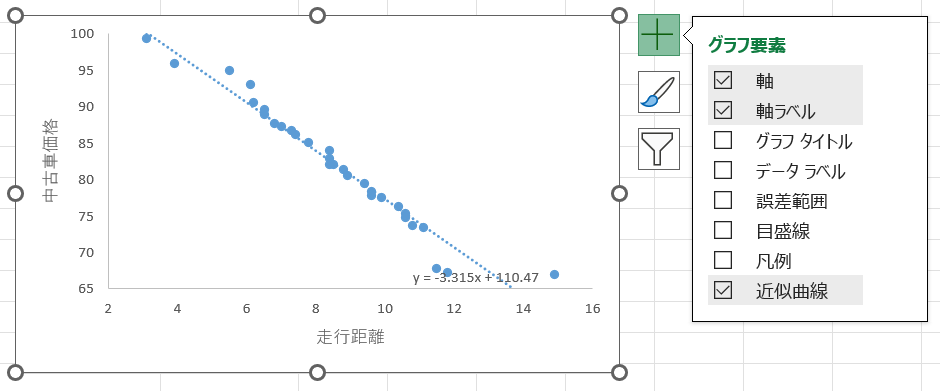 100
95
90
85
80
75
70
65
中古車価格
y = -3.315x + 110.47
2 4 6 8 10 12 14 16
走行距離
グラフ要素
軸
軸ラベル
グラフ タイトル
データ ラベル
誤差範囲
目盛線
凡例
近似曲線